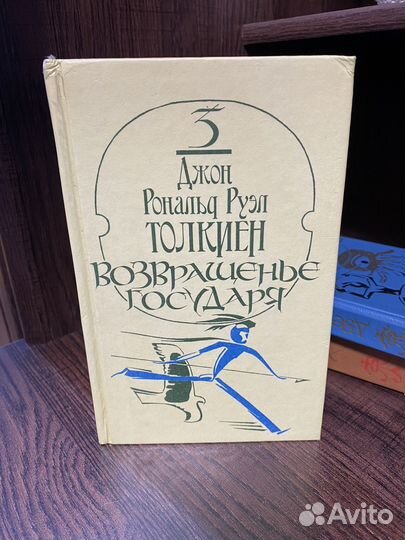 3
Джон
Рональд Руэл
ТОЛКИЕН
ВОЗВРАЩЕНЬЕ
ГОСУДАРЯ
Avito